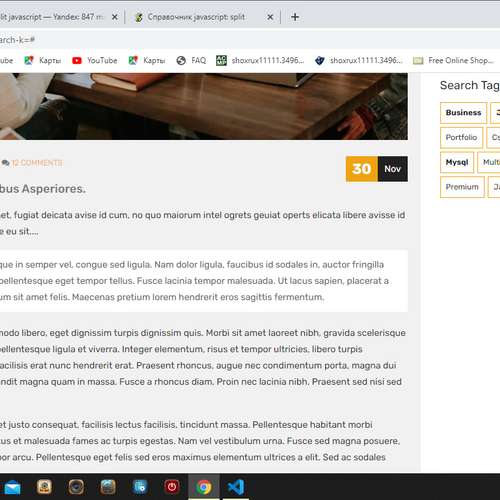 lit javascript — Yandex: 847 m
Справочник javascript: split
arch-k=#
ube
Карты
YouTube
Карты
FAQ
shoxrux11111.3496...
shoxrux11111.3496...
Free Online Shop...
Search Tag
Business
Portfolio
Mysql
Mult
Premium
12 COMMENTS
30 Nov
bus Asperiores.
et, fugiat deicata avise id cum, no quo maiorum intel ogrets geuiat operts elicata libere avisse id
e eu sit....
que in semper vel, congue sed ligula. Nam dolor ligula, faucibus id sodales in, auctor fringilla
pellentesque eget tempor tellus. Fusce lacinia tempor malesuada. Ut lacus sapien, placerat a
um sit amet felis. Maecenas pretium lorem hendrerit eros sagittis fermentum.
modo libero, eget dignissim turpis dignissim quis. Morbi sit amet laoreet nibh, gravida scelerisque
pellentesque ligula et viverra. Integer elementum, risus et tempor ultricies, libero turpis
facilisis erat nunc hendrerit erat. Praesent rhoncus, augue nec condimentum porta, magna dui
ndit magna quam in massa. Fusce a rhoncus diam. Proin nec lacinia nibh. Praesent sed nisi sed
et justo consequat, facilisis lectus facilisis, tincidunt massa. Pellentesque habitant morbi
tus et malesuada fames ac turpis egestas. Nam vel vestibulum urna. Fusce sed magna posuere,
por arcu. Pellentesque eget felis sed eros maximus elementum ultrices a elit. Sed ac sodales